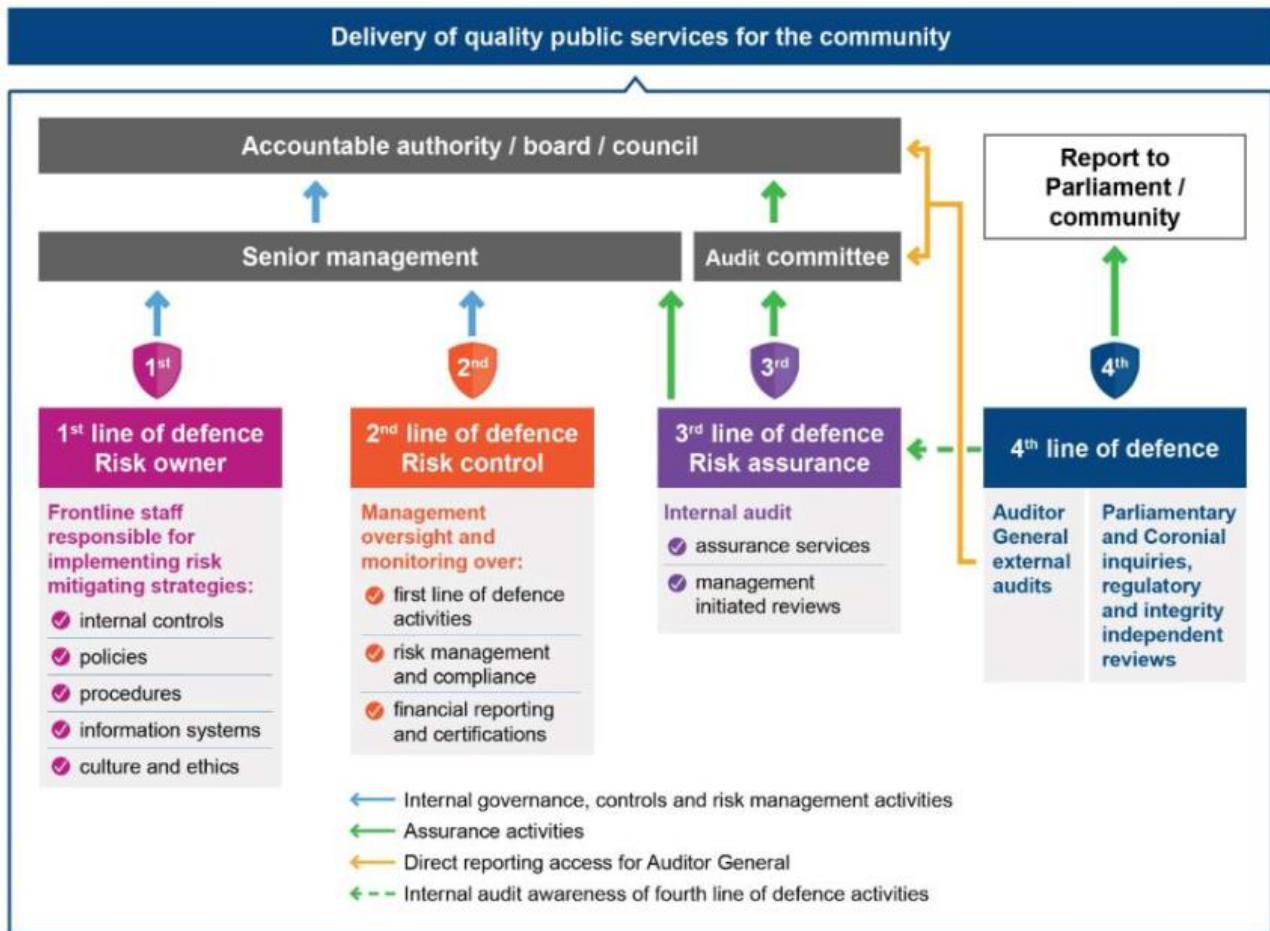 Delivery of quality public services for the community
Accountable authority / board / council
Report to
Parliament /
community
Senior management
Audit committee
1st
2nd
3rd
4th
1st line of defence
Risk owner
2nd line of defence
Risk control
3rd line of defence
Risk assurance
4th line of defence
Frontline staff
responsible for
implementing risk
mitigating strategies:
internal controls
policies
procedures
information systems
culture and ethics
Management
oversight and
monitoring over:
first line of defence
activities
risk management
and compliance
financial reporting
and certifications
Internal audit
assurance services
management
initiated reviews
Auditor
General
external
audits
Parliamentary
and Coronial
inquiries,
regulatory
and integrity
independent
reviews
Internal governance, controls and risk management activities
Assurance activities
Direct reporting access for Auditor General
Internal audit awareness of fourth line of defence activities